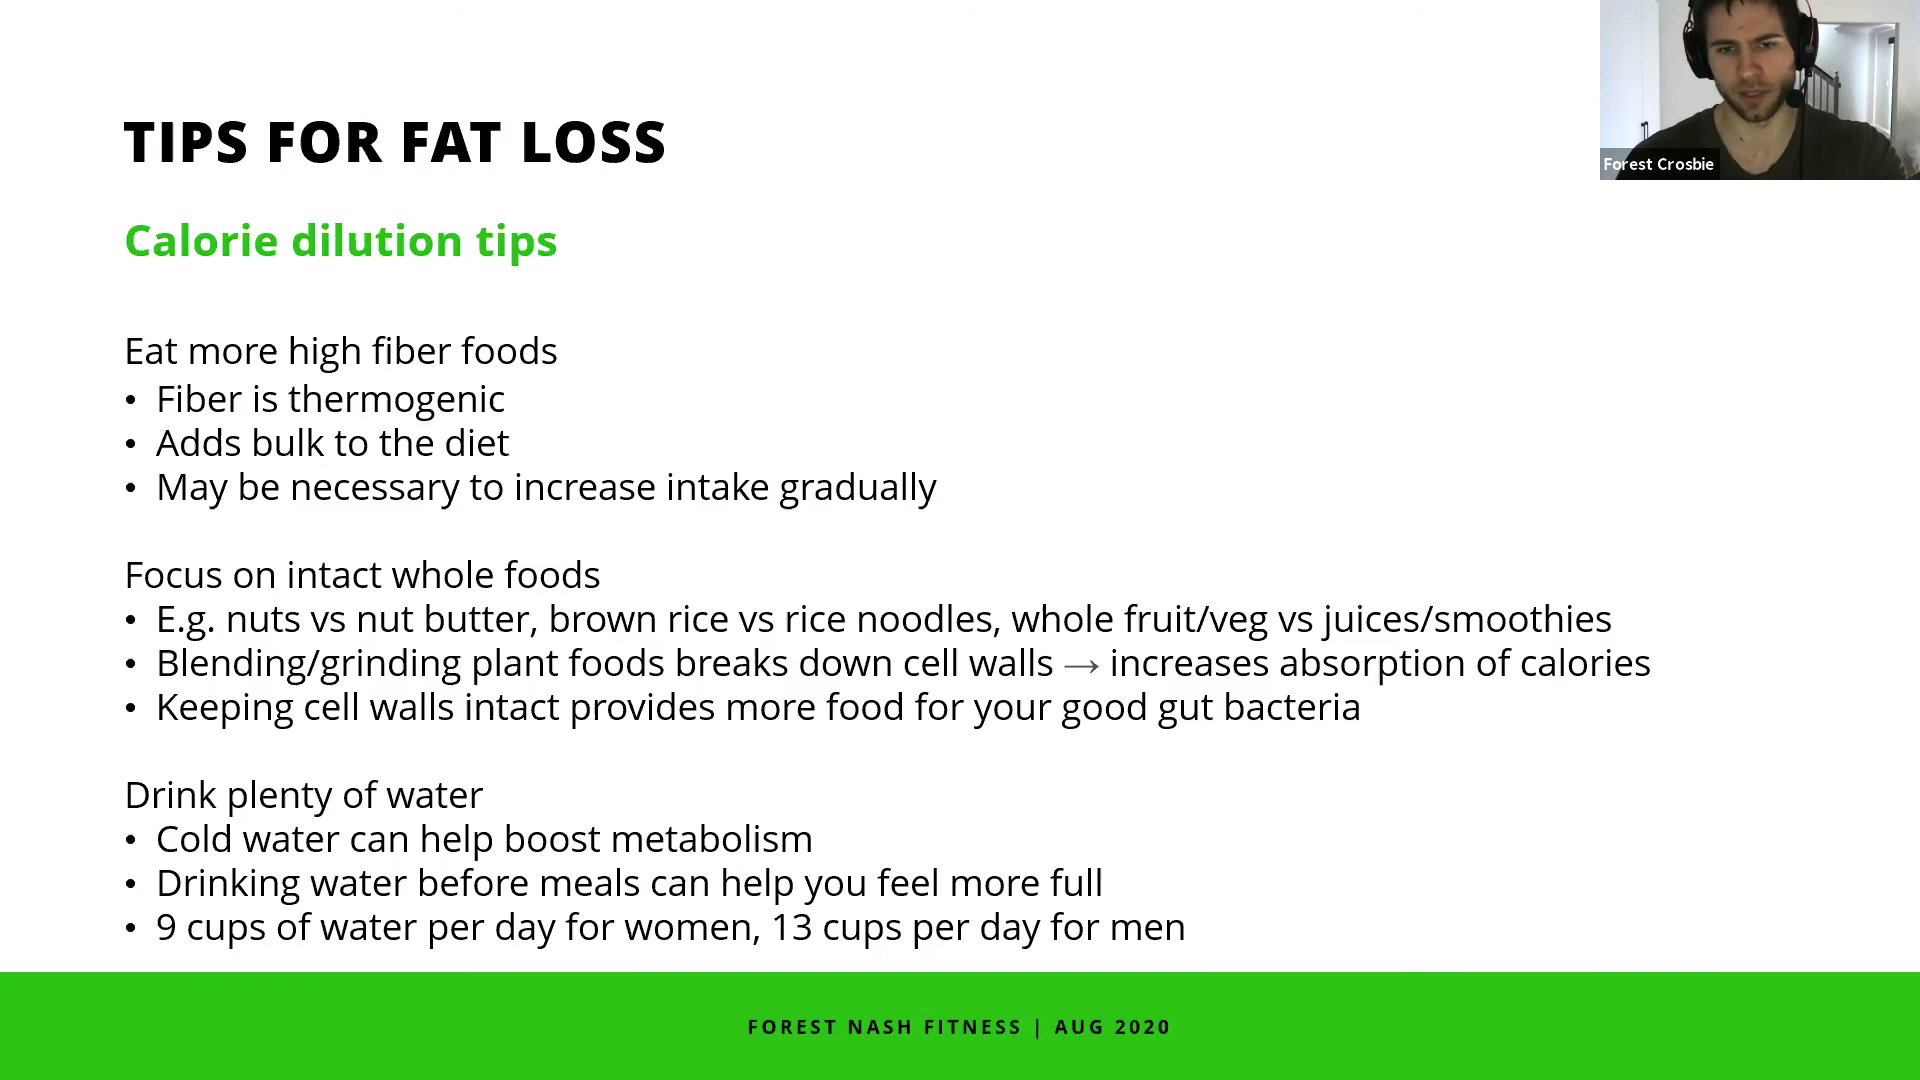 TIPS FOR FAT LOSS
Forest Crosbie
Calorie dilution tips
Eat more high fiber foods
• Fiber is thermogenic
• Adds bulk to the diet
• May be necessary to increase intake gradually
Focus on intact whole foods
• E.g. nuts vs nut butter, brown rice vs rice noodles, whole fruit/veg vs juices/smoothies
• Blending/grinding plant foods breaks down cell walls → increases absorption of calories
• Keeping cell walls intact provides more food for your good gut bacteria
Drink plenty of water
• Cold water can help boost metabolism
• Drinking water before meals can help you feel more full
• 9 cups of water per day for women, 13 cups per day for men
FOREST NASH FITNESS | AUG 2020